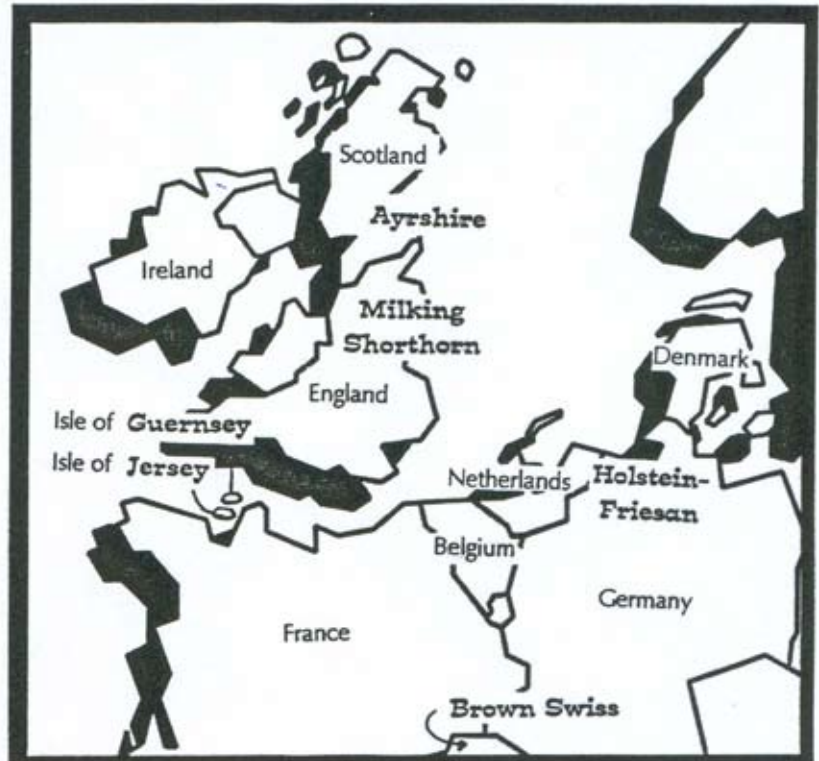 Scotland
Ayrshire
Ireland
Milking
Shorthorn
Denmark
England
Isle of Guernsey
Isle of Jersey
Netherlands
Holstein-
Friesan
Belgium
Germany
France
Brown Swiss